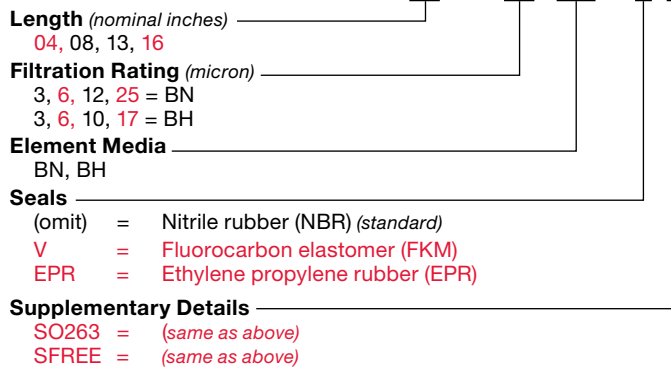 Length (nominal inches)
04, 08, 13, 16
Filtration Rating (micron)
3, 6, 12, 25 = BN
3, 6, 10, 17 = BH
Element Media
BN, BH
Seals
(omit) = Nitrile rubber (NBR) (standard)
V = Fluorocarbon elastomer (FKM)
EPR = Ethylene propylene rubber (EPR)
Supplementary Details
SO263 = (same as above)
SFREE = (same as above)